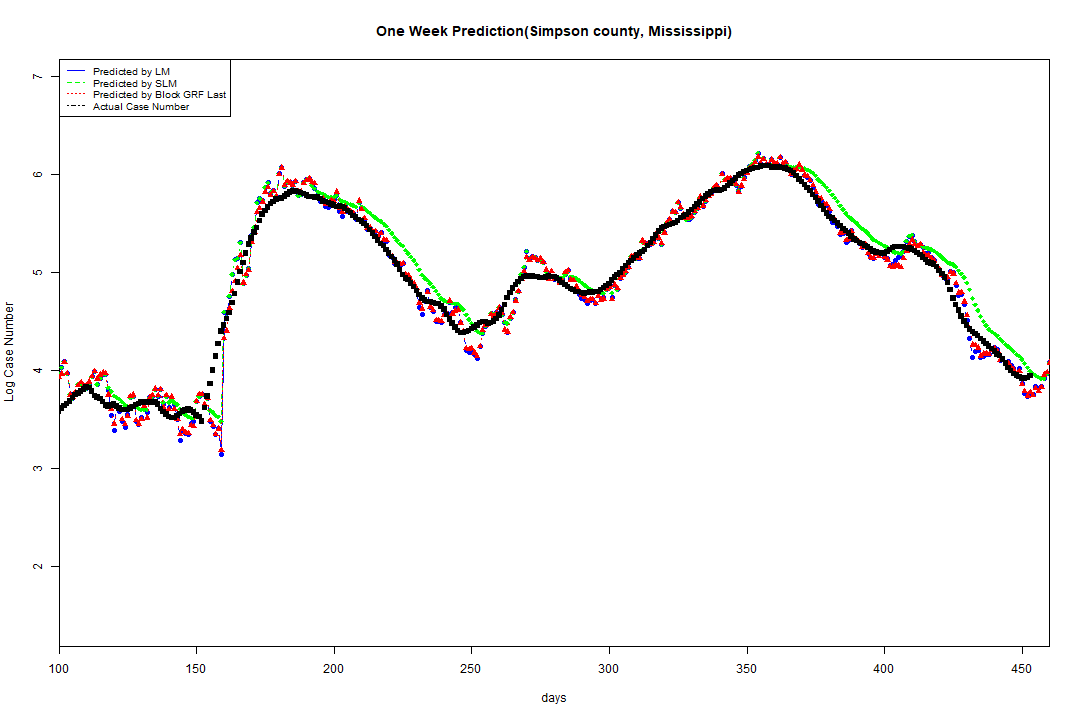 One Week Prediction(Simpson county, Mississippi)
Predicted by LM
Predicted by SLM
Predicted by Block GRF Last
Actual Case Number
7
6
5
4
3
2
Log Case Number
100 150 200 250 300 350 400 450
days